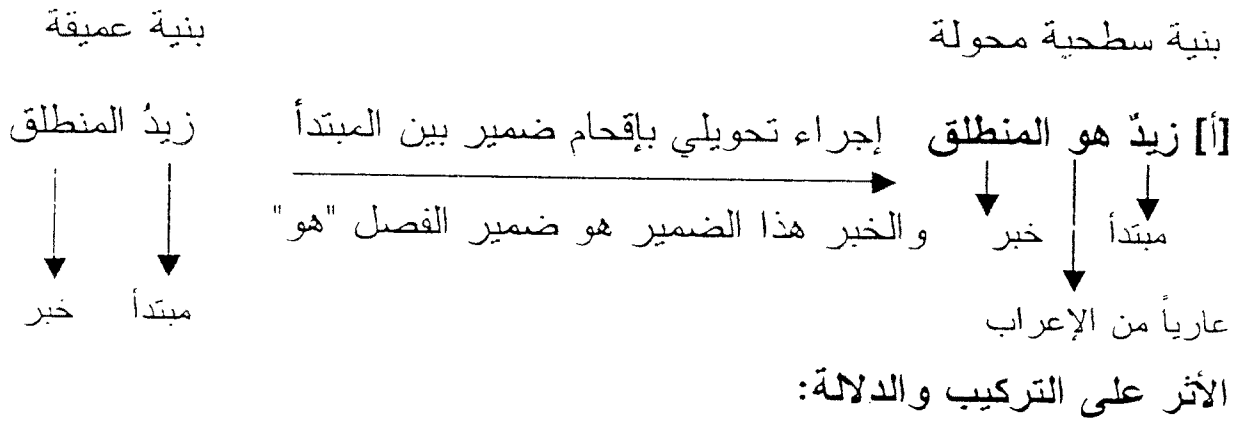 بنية سطحية محولة بنية عميقة
[أ] زيدٌ هو المنطلق إجراء تحويلي بإقحام ضمير بين المبتدأ زيدُ المنطلق
مبتدأ خبر والخبر هذا الضمير هو ضمير الفصل "هو"
مبتدأ خبر
عارياً من الإعراب
الأثر على التركيب والدلالة: